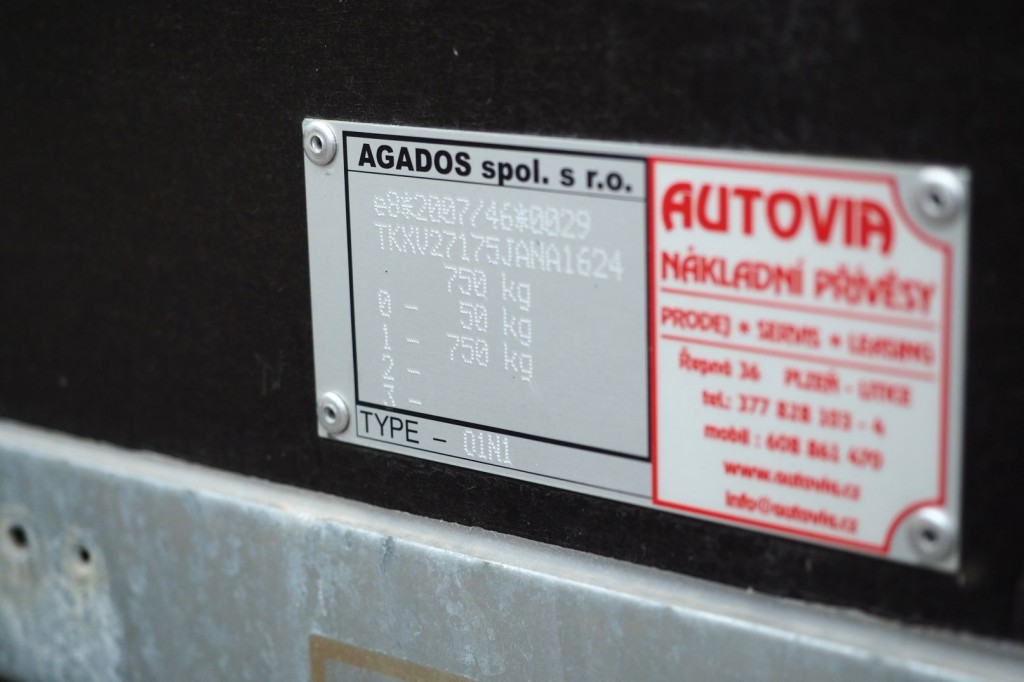 AGADOS spol. s r.o.
e8*2007/46*0029
TKXV27175JANA1624
750 kg
0 - 50 kg
1 - 750 kg
2 -
3 -
TYPE - 01N1
AUTOVIA
NÁKLADNÍ PŘÍVĚSY
PRODEJ * SERVIS * LEASING
Řepná 36 PLZEŇ - LITICE
tel.: 377 828 103 - 4
mobil : 608 861 470
www.autovia.cz
info@autovia.cz